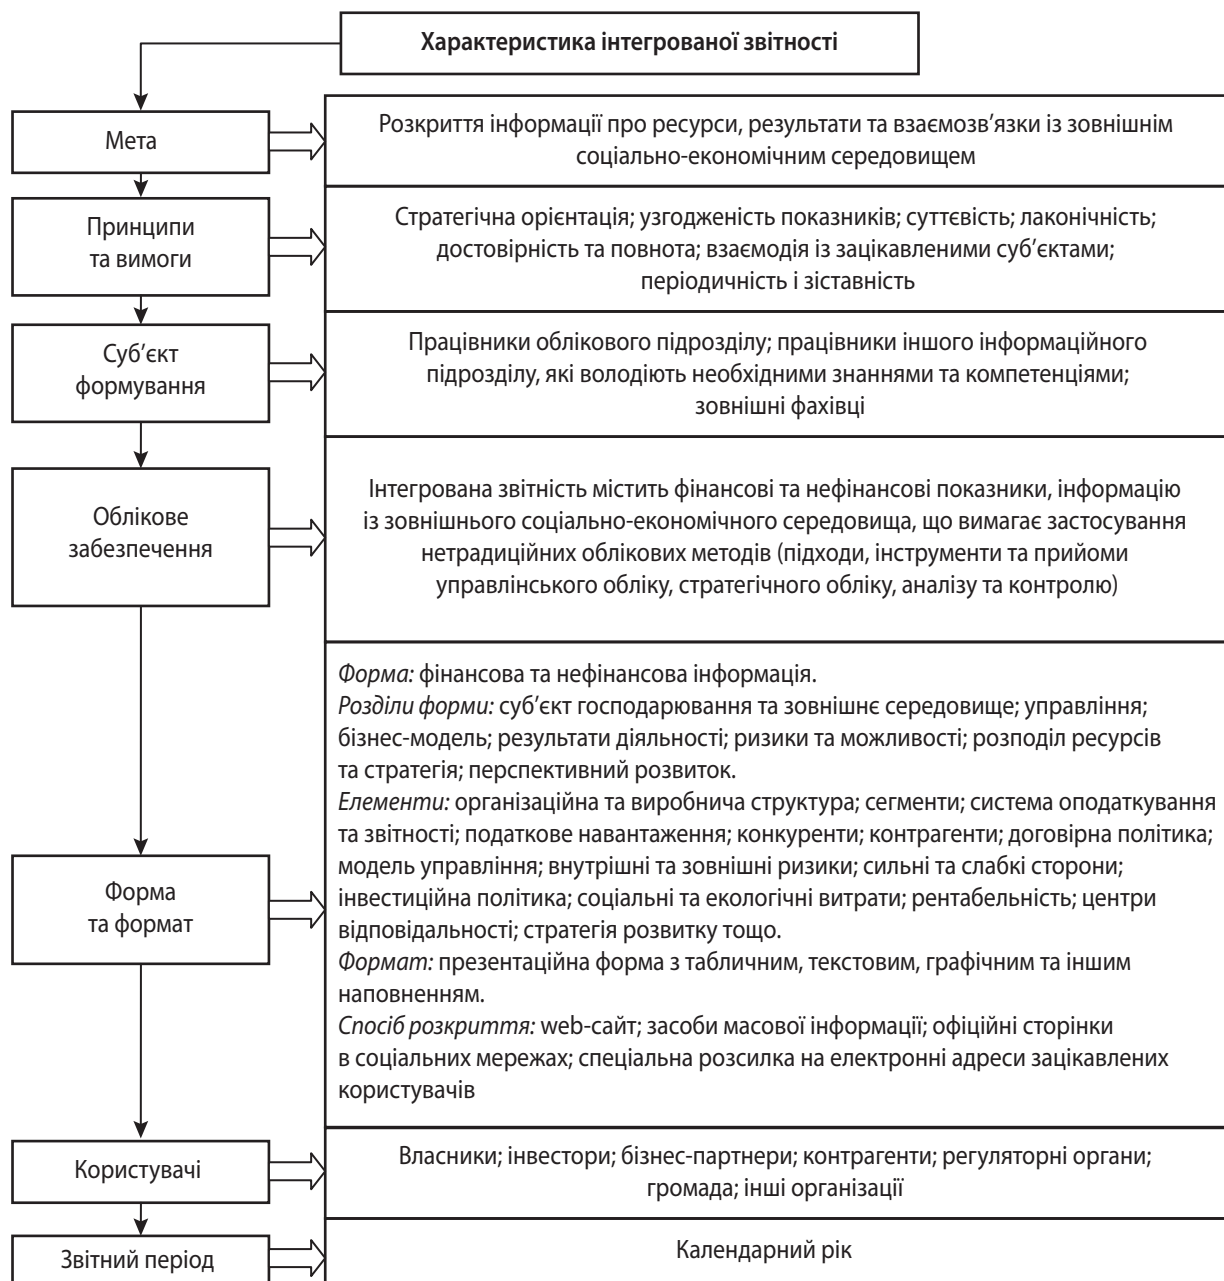 Характеристика інтегрованої звітності
Мета
Розкриття інформації про ресурси, результати та взаємозв'язки із зовнішнім
соціально-економічним середовищем
Принципи
та вимоги
Стратегічна орієнтація; узгодженість показників; суттєвість; лаконічність;
достовірність та повнота; взаємодія із зацікавленими суб’єктами;
періодичність і зіставність
Суб’єкт
формування
Працівники облікового підрозділу; працівники іншого інформаційного
підрозділу, які володіють необхідними знаннями та компетенціями;
зовнішні фахівці
Облікове
забезпечення
Інтегрована звітність містить фінансові та нефінансові показники, інформацію
із зовнішнього соціально-економічного середовища, що вимагає застосування
нетрадиційних облікових методів (підходи, інструменти та прийоми
управлінського обліку, стратегічного обліку, аналізу та контролю)
Форма
та формат
Форма: фінансова та нефінансова інформація.
Розділи форми: суб’єкт господарювання та зовнішнє середовище; управління;
бізнес-модель; результати діяльності; ризики та можливості; розподіл ресурсів
та стратегія; перспективний розвиток.
Елементи: організаційна та виробнича структура; сегменти; система оподаткування
та звітності; податкове навантаження; конкуренти; контрагенти; договірна політика;
модель управління; внутрішні та зовнішні ризики; сильні та слабкі сторони;
інвестиційна політика; соціальні та екологічні витрати; рентабельність; центри
відповідальності; стратегія розвитку тощо.
Формат: презентаційна форма з табличним, текстовим, графічним та іншим
наповненням.
Спосіб розкриття: web-сайт; засоби масової інформації; офіційні сторінки
в соціальних мережах; спеціальна розсилка на електронні адреси зацікавлених
користувачів
Користувачі
Власники; інвестори; бізнес-партнери; контрагенти; регуляторні органи;
громада; інші організації
Звітний період
Календарний рік